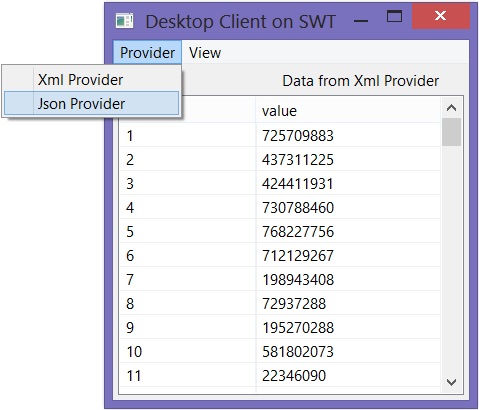 Desktop Client on SWT
Provider View
Xml Provider
Json Provider
Data from Xml Provider
value
1 725709883
2 437311225
3 424411931
4 730788460
5 768227756
6 712129267
7 198943408
8 72937288
9 195270288
10 581802073
11 22346090